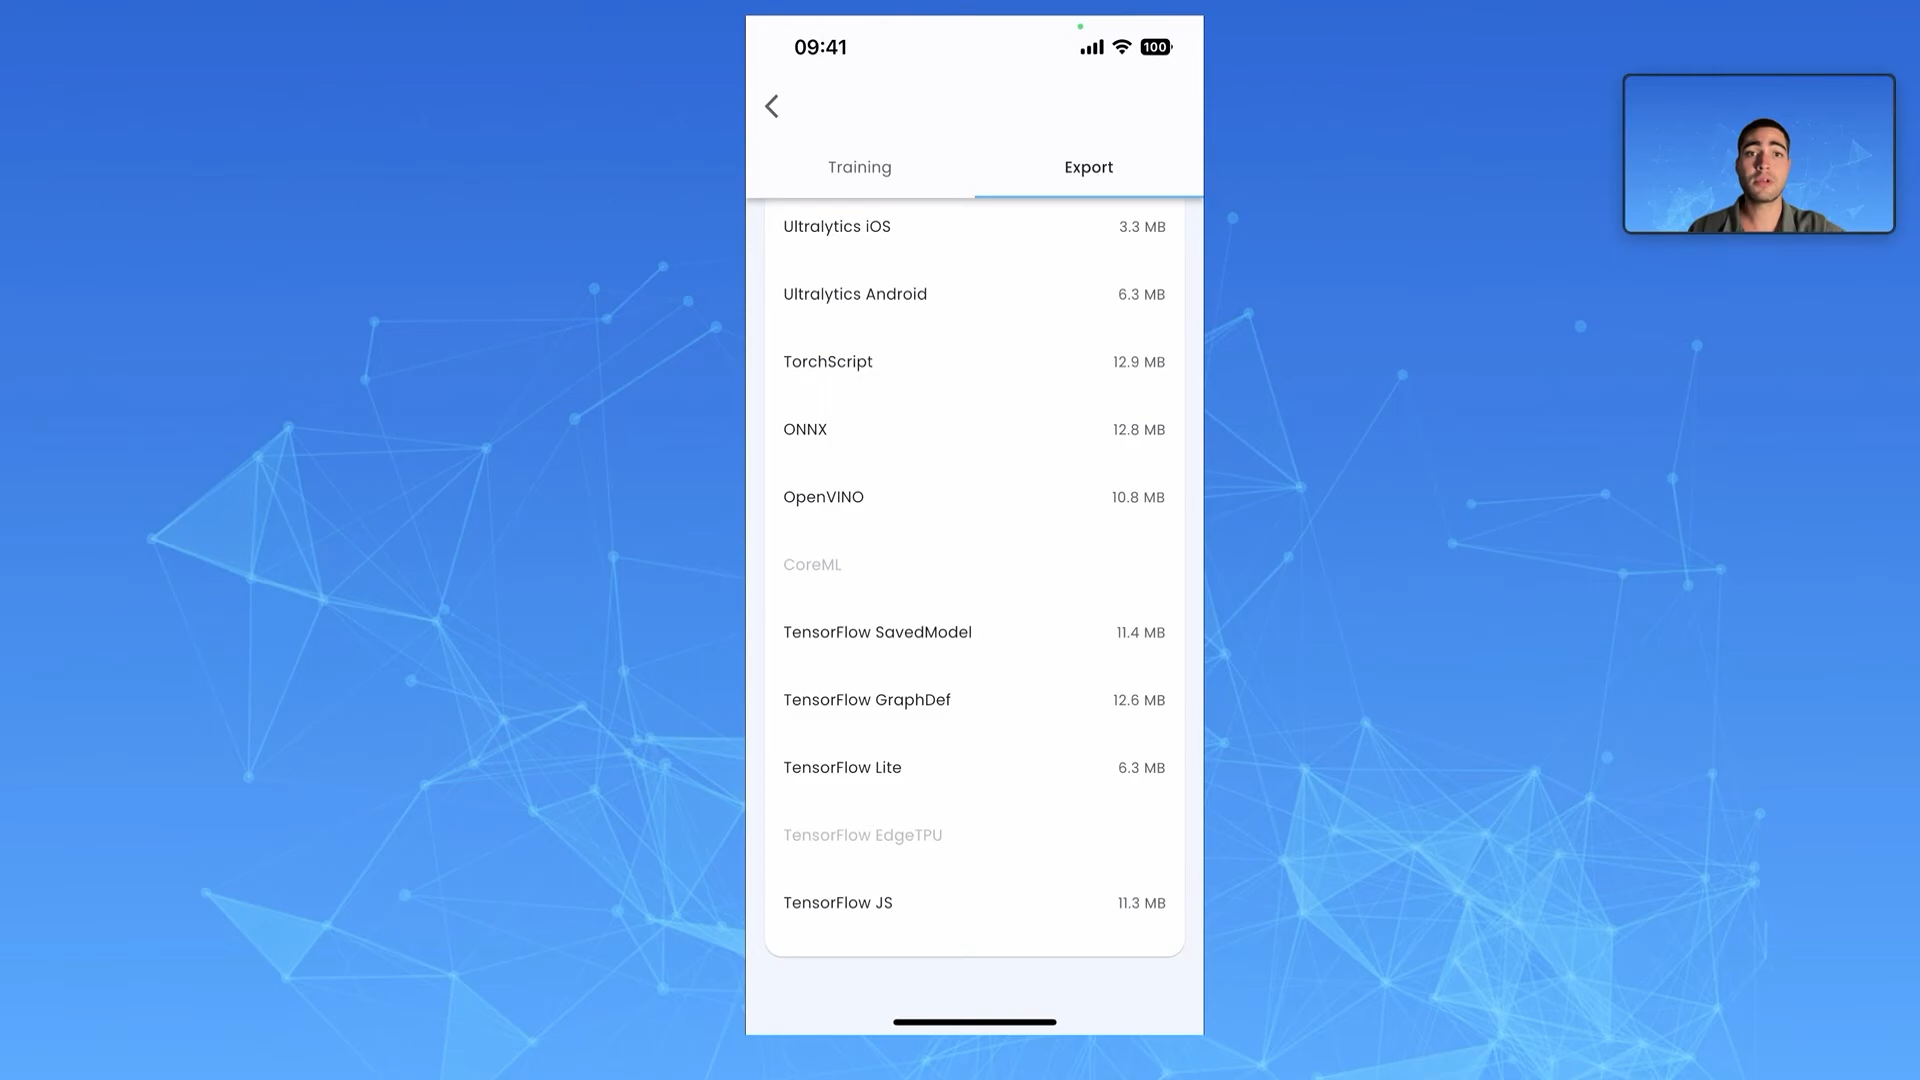 09:41
100
Training
Export
Ultralytics iOS 3.3 MB
Ultralytics Android 6.3 MB
TorchScript 12.9 MB
ONNX 12.8 MB
OpenVINO 10.8 MB
CoreML
TensorFlow SavedModel 11.4 MB
TensorFlow GraphDef 12.6 MB
TensorFlow Lite 6.3 MB
TensorFlow EdgeTPU
TensorFlow JS 11.3 MB